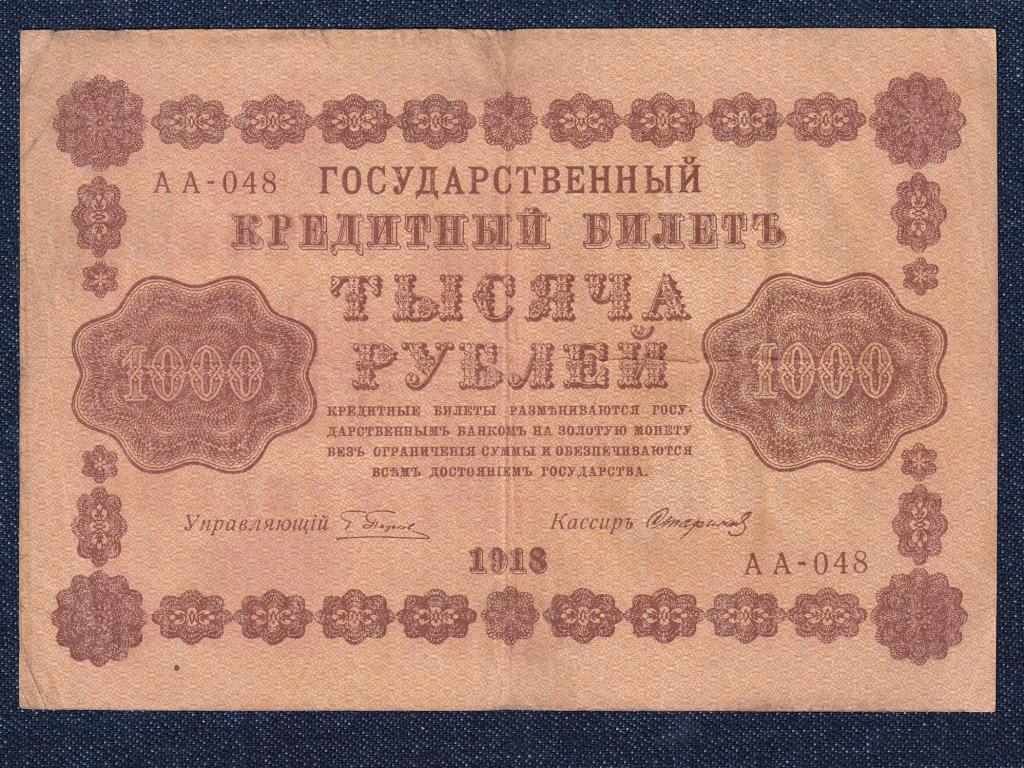 АА-048 ГОСУДАРСТВЕННЫЙ
КРЕДИТНЫЙ БИЛЕТЪ
ТЫСЯЧА
РУБЛЕЙ
1000 1000
КРЕДИТНЫЕ БИЛЕТЫ РАЗМѢНИВАЮТСЯ ГОСУ-
ДАРСТВЕННЫМЪ БАНКОМЪ НА ЗОЛОТУЮ МОНЕТУ
БЕЗЪ ОГРАНИЧЕНІЯ СУММЫ И ОБЕЗПЕЧИВАЮТСЯ
ВСѢМЪ ДОСТОЯНІЕМЪ ГОСУДАРСТВА.
Управляющій Кассиръ
1918 АА-048